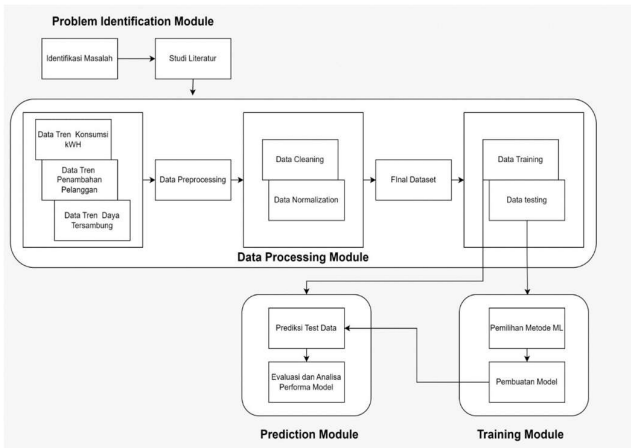 Problem Identification Module
Identifikasi Masalah
Studi Literatur
Data Tren Konsumsi
kWH
Data Tren
Penambahan
Pelanggan
Data Tren Daya
Tersambung
Data Preprocessing
Data Cleaning
Data Normalization
Final Dataset
Data Training
Data testing
Data Processing Module
Prediksi Test Data
Evaluasi dan Analisa
Performa Model
Prediction Module
Pemilihan Metode ML
Pembuatan Model
Training Module